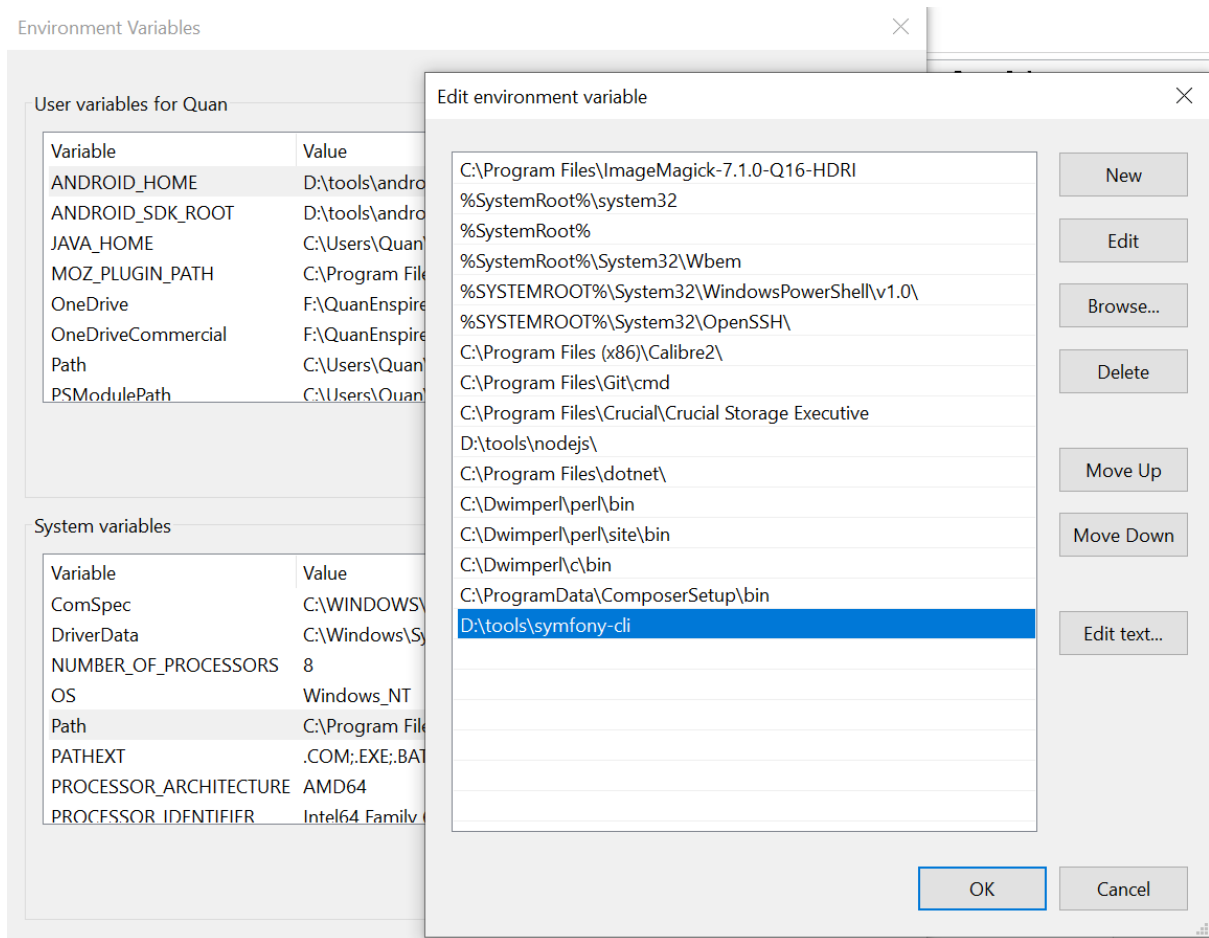 Environment Variables
User variables for Quan
Variable Value
ANDROID_HOME D:\tools\andro
ANDROID_SDK_ROOT D:\tools\andro
JAVA_HOME C:\Users\Quan
MOZ_PLUGIN_PATH C:\Program File
OneDrive F:\QuanEnspire
OneDriveCommercial F:\QuanEnspire
Path C:\Users\Quan
PSModulePath C:\Users\Quan
System variables
Variable Value
ComSpec C:\WINDOWS\
DriverData C:\Windows\Sy
NUMBER_OF_PROCESSORS 8
OS Windows_NT
Path C:\Program File
PATHEXT .COM;.EXE;.BAT
PROCESSOR_ARCHITECTURE AMD64
PROCESSOR_IDENTIFIER Intel64 Family
Edit environment variable
C:\Program Files\ImageMagick-7.1.0-Q16-HDRI
%SystemRoot%\system32
%SystemRoot%
%SystemRoot%\System32\Wbem
%SYSTEMROOT%\System32\WindowsPowerShell\v1.0\
%SYSTEMROOT%\System32\OpenSSH\
C:\Program Files (x86)\Calibre2\
C:\Program Files\Git\cmd
C:\Program Files\Crucial\Crucial Storage Executive
D:\tools\nodejs\
C:\Program Files\dotnet\
C:\Dwimperl\perl\bin
C:\Dwimperl\perl\site\bin
C:\Dwimperl\c\bin
C:\ProgramData\ComposerSetup\bin
D:\tools\symfony-cli
New
Edit
Browse...
Delete
Move Up
Move Down
Edit text...
OK
Cancel